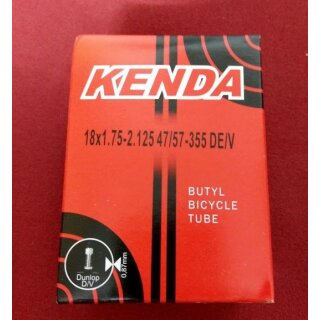 KENDA
18x1.75-2.125 47/57-355 DE/V
BUTYL
BICYCLE
TUBE
Dunlop
D/V
0,87mm